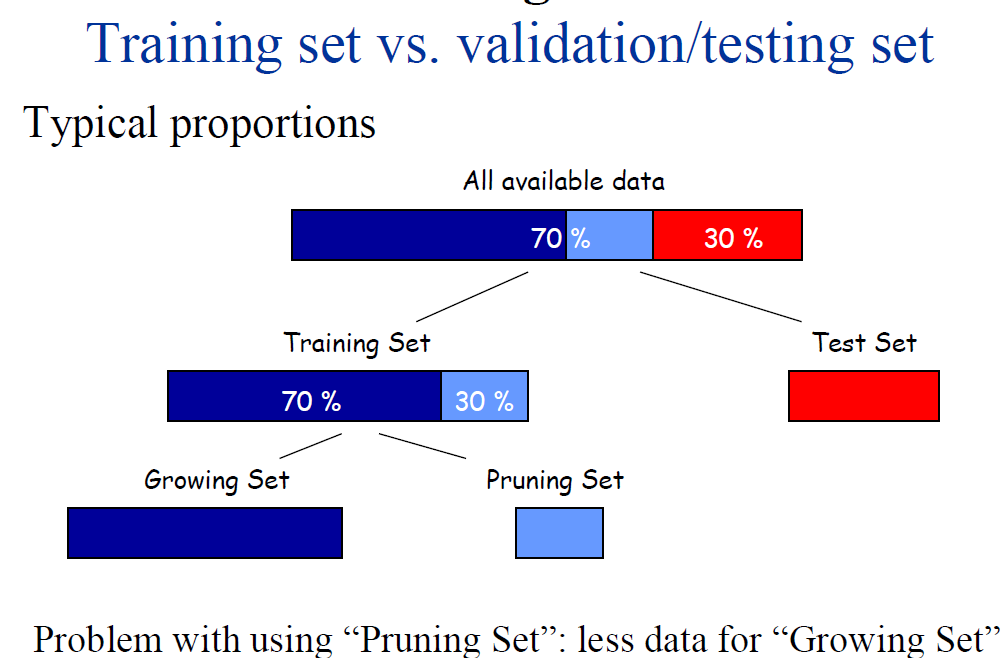 Training set vs. validation/testing set
Typical proportions
All available data
70 % 30 %
Training Set Test Set
70 % 30 %
Growing Set Pruning Set
Problem with using “Pruning Set”: less data for “Growing Set”